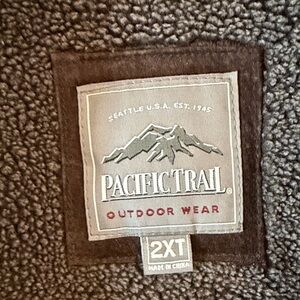 SEATTLE U.S.A. EST. 1945
PACIFIC TRAIL®
OUTDOOR WEAR
2XT
MADE IN CHINA